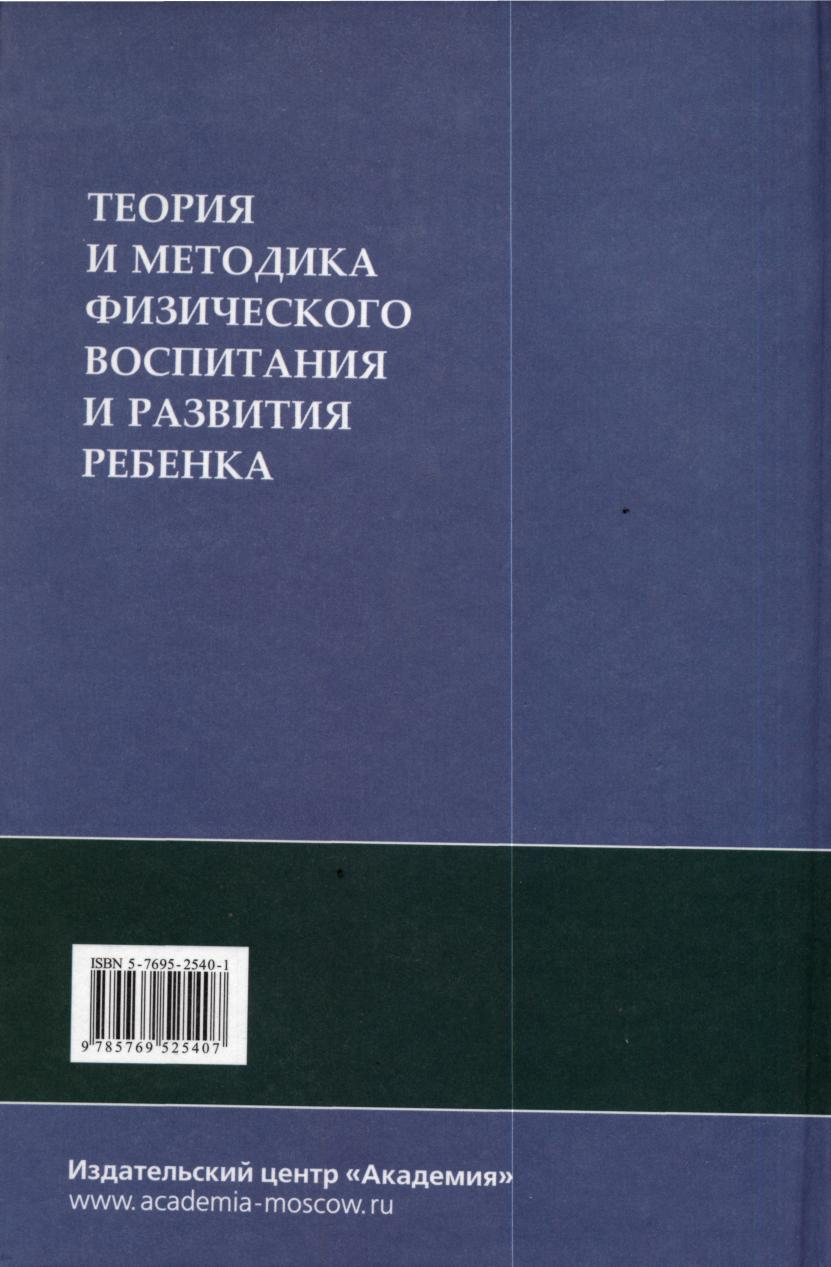 ТЕОРИЯ
И МЕТОДИКА
ФИЗИЧЕСКОГО
ВОСПИТАНИЯ
И РАЗВИТИЯ
РЕБЕНКА
ISBN 5-7695-2540-1
9 785769 525407
Издательский центр «Академия»
www.academia-moscow.ru